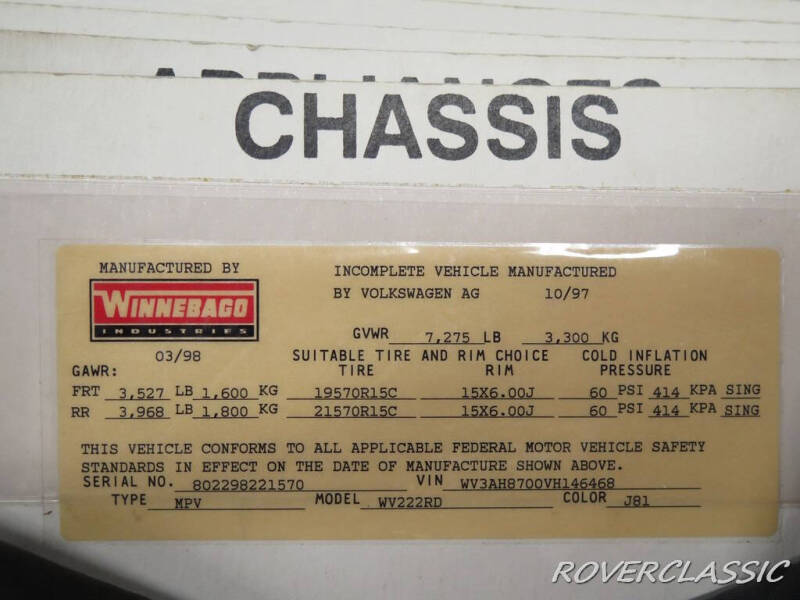 APPLIANCES
CHASSIS
MANUFACTURED BY
WINNEBAGO
INDUSTRIES
03/98
INCOMPLETE VEHICLE MANUFACTURED
BY VOLKSWAGEN AG 10/97
GVWR 7,275 LB 3,300 KG
SUITABLE TIRE AND RIM CHOICE COLD INFLATION
GAWR: TIRE RIM PRESSURE
FRT 3,527 LB 1,600 KG 19570R15C 15X6.00J 60 PSI 414 KPA SING
RR 3,968 LB 1,800 KG 21570R15C 15X6.00J 60 PSI 414 KPA SING
THIS VEHICLE CONFORMS TO ALL APPLICABLE FEDERAL MOTOR VEHICLE SAFETY
STANDARDS IN EFFECT ON THE DATE OF MANUFACTURE SHOWN ABOVE.
SERIAL NO. 802298221570 VIN WV3AH8700VH146468
TYPE MPV MODEL WV222RD COLOR J81
ROVERCLASSIC